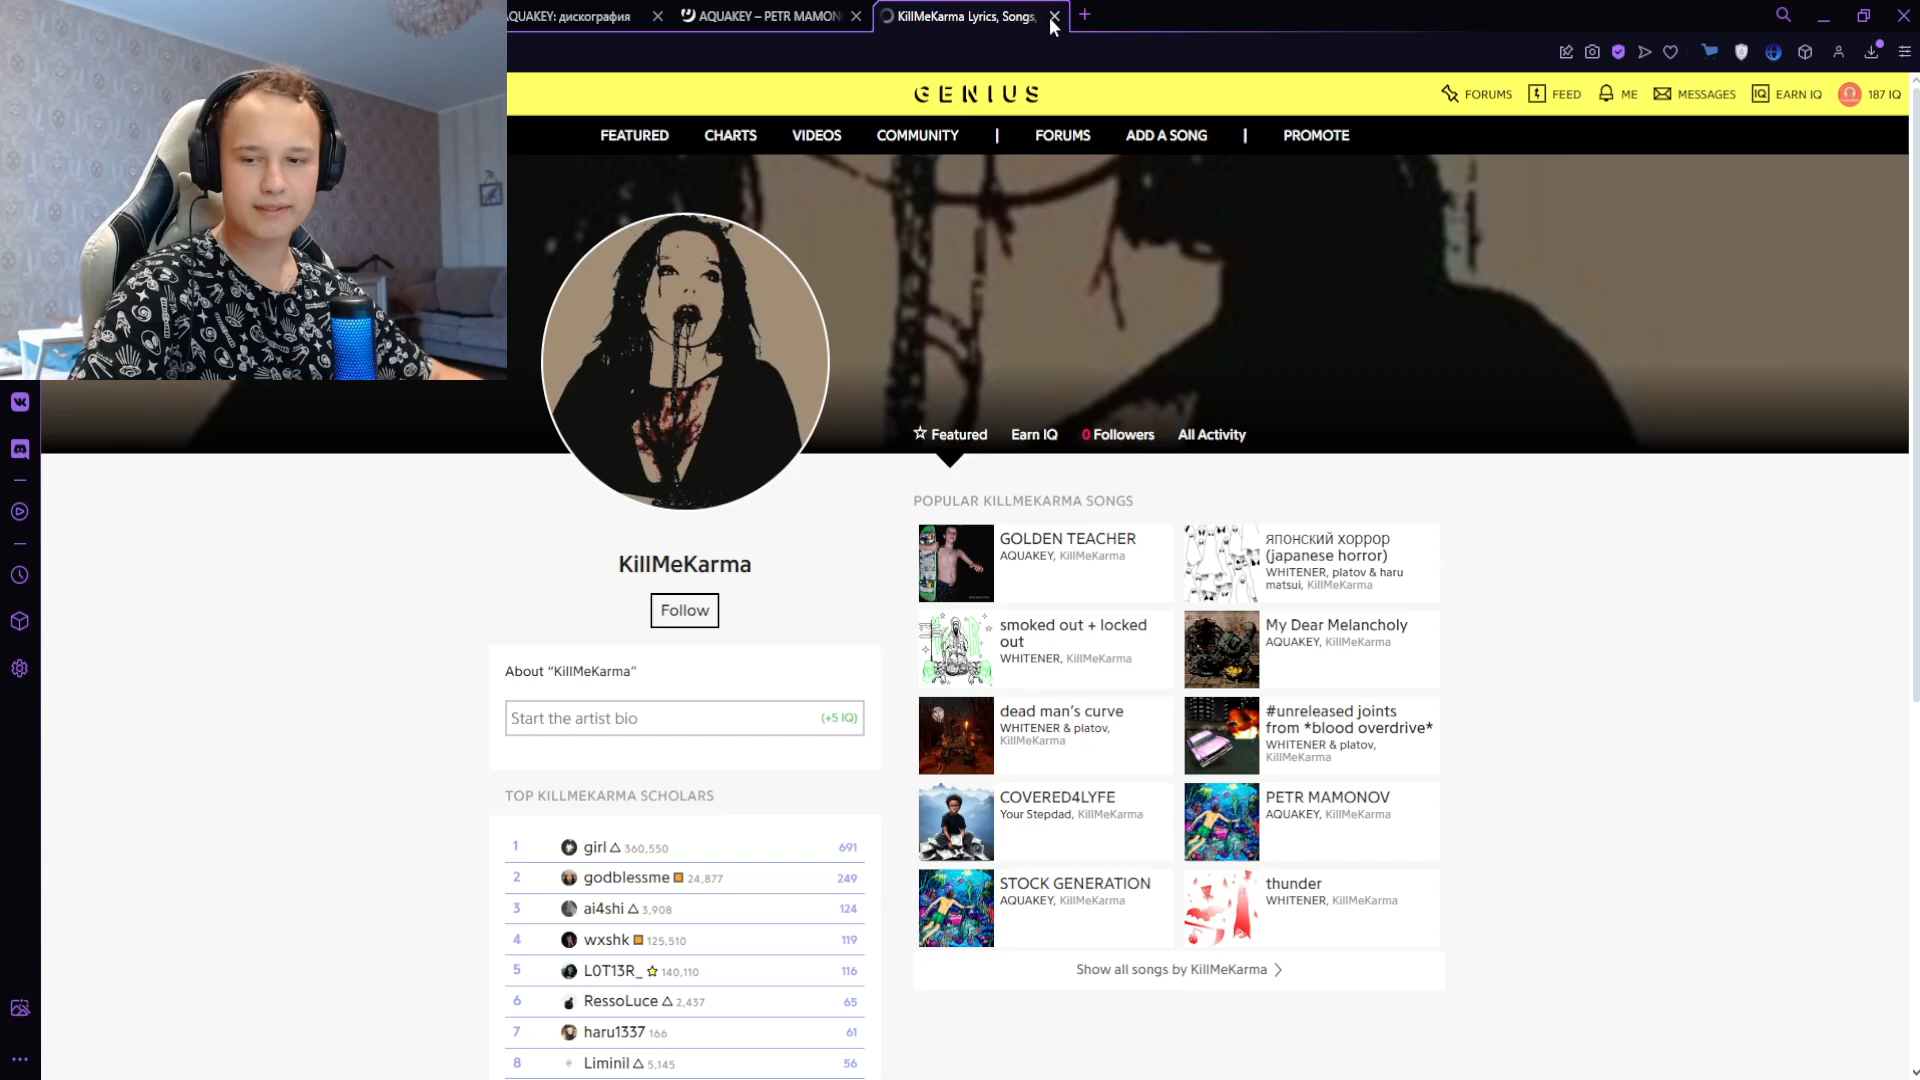 AQUAKEY: дискография
AQUAKEY – PETR MAMON
KillMeKarma Lyrics, Songs,
GENIUS
FORUMS FEED ME MESSAGES EARN IQ 187 IQ
FEATURED CHARTS VIDEOS COMMUNITY | FORUMS ADD A SONG | PROMOTE
Featured Earn IQ 0 Followers All Activity
KillMeKarma
Follow
About “KillMeKarma”
Start the artist bio (+5 IQ)
TOP KILLMEKARMA SCHOLARS
1 girl 360,550 691
2 godblessme 24,877 249
3 ai4shi 3,908 124
4 wxshk 125,510 119
5 L0T13R_ 140,110 116
6 RessoLuce 2,437 65
7 haru1337 166 61
8 Liminil 5,145 56
POPULAR KILLMEKARMA SONGS
GOLDEN TEACHER
AQUAKEY, KillMeKarma
японский хоррор
(japanese horror)
WHITENER, platov & haru
matsui, KillMeKarma
smoked out + locked
out
WHITENER, KillMeKarma
My Dear Melancholy
AQUAKEY, KillMeKarma
dead man’s curve
WHITENER & platov,
KillMeKarma
#unreleased joints
from *blood overdrive*
WHITENER & platov,
KillMeKarma
COVERED4LYFE
Your Stepdad, KillMeKarma
PETR MAMONOV
AQUAKEY, KillMeKarma
STOCK GENERATION
AQUAKEY, KillMeKarma
thunder
WHITENER, KillMeKarma
Show all songs by KillMeKarma